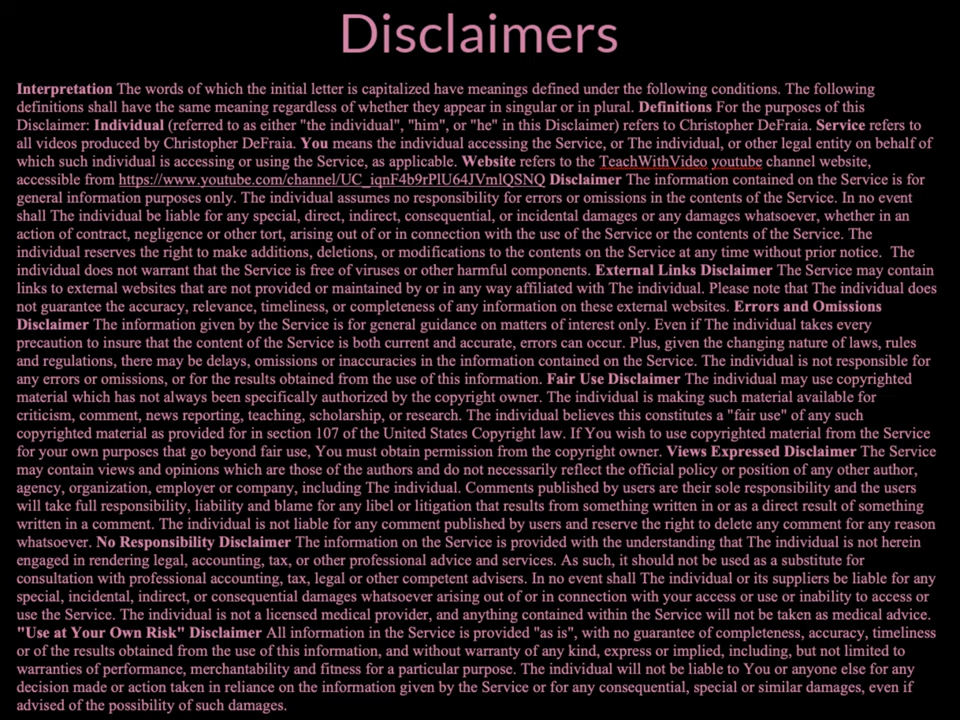 Disclaimers
Interpretation The words of which the initial letter is capitalized have meanings defined under the following conditions. The following
definitions shall have the same meaning regardless of whether they appear in singular or in plural. Definitions For the purposes of this
Disclaimer: Individual (referred to as either "the individual", "him", or "he" in this Disclaimer) refers to Christopher DeFraia. Service refers to
all videos produced by Christopher DeFraia. You means the individual accessing the Service, or The individual, or other legal entity on behalf of
which such individual is accessing or using the Service, as applicable. Website refers to the TeachWithVideo youtube channel website,
accessible from https://www.youtube.com/channel/UC_iqnF4b9rPlU64JVmlQSNQ Disclaimer The information contained on the Service is for
general information purposes only. The individual assumes no responsibility for errors or omissions in the contents of the Service. In no event
shall The individual be liable for any special, direct, indirect, consequential, or incidental damages or any damages whatsoever, whether in an
action of contract, negligence or other tort, arising out of or in connection with the use of the Service or the contents of the Service. The
individual reserves the right to make additions, deletions, or modifications to the contents on the Service at any time without prior notice. The
individual does not warrant that the Service is free of viruses or other harmful components. External Links Disclaimer The Service may contain
links to external websites that are not provided or maintained by or in any way affiliated with The individual. Please note that The individual does
not guarantee the accuracy, relevance, timeliness, or completeness of any information on these external websites. Errors and Omissions
Disclaimer The information given by the Service is for general guidance on matters of interest only. Even if The individual takes every
precaution to insure that the content of the Service is both current and accurate, errors can occur. Plus, given the changing nature of laws, rules
and regulations, there may be delays, omissions or inaccuracies in the information contained on the Service. The individual is not responsible for
any errors or omissions, or for the results obtained from the use of this information. Fair Use Disclaimer The individual may use copyrighted
material which has not always been specifically authorized by the copyright owner. The individual is making such material available for
criticism, comment, news reporting, teaching, scholarship, or research. The individual believes this constitutes a "fair use" of any such
copyrighted material as provided for in section 107 of the United States Copyright law. If You wish to use copyrighted material from the Service
for your own purposes that go beyond fair use, You must obtain permission from the copyright owner. Views Expressed Disclaimer The Service
may contain views and opinions which are those of the authors and do not necessarily reflect the official policy or position of any other author,
agency, organization, employer or company, including The individual. Comments published by users are their sole responsibility and the users
will take full responsibility, liability and blame for any libel or litigation that results from something written in or as a direct result of something
written in a comment. The individual is not liable for any comment published by users and reserve the right to delete any comment for any reason
whatsoever. No Responsibility Disclaimer The information on the Service is provided with the understanding that The individual is not herein
engaged in rendering legal, accounting, tax, or other professional advice and services. As such, it should not be used as a substitute for
consultation with professional accounting, tax, legal or other competent advisers. In no event shall The individual or its suppliers be liable for any
special, incidental, indirect, or consequential damages whatsoever arising out of or in connection with your access or use or inability to access or
use the Service. The individual is not a licensed medical provider, and anything contained within the Service will not be taken as medical advice.
"Use at Your Own Risk" Disclaimer All information in the Service is provided "as is", with no guarantee of completeness, accuracy, timeliness
or of the results obtained from the use of this information, and without warranty of any kind, express or implied, including, but not limited to
warranties of performance, merchantability and fitness for a particular purpose. The individual will not be liable to You or anyone else for any
decision made or action taken in reliance on the information given by the Service or for any consequential, special or similar damages, even if
advised of the possibility of such damages.